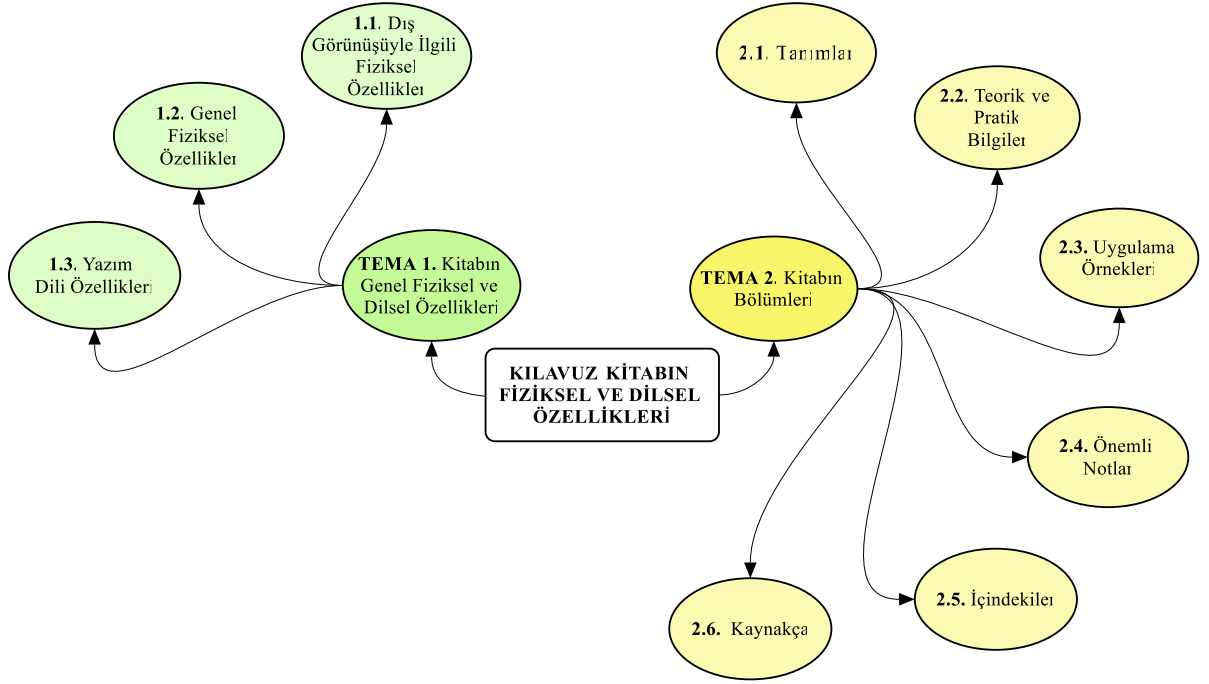 1.1. Dış
Görünüşüyle İlgili
Fiziksel
Özellikler
1.2. Genel
Fiziksel
Özellikler
1.3. Yazım
Dili Özellikleri
TEMA 1. Kitabın
Genel Fiziksel ve
Dilsel Özellikleri
KILAVUZ KİTABIN
FİZİKSEL VE DİLSEL
ÖZELLİKLERİ
TEMA 2. Kitabın
Bölümleri
2.1. Tanımlar
2.2. Teorik ve
Pratik
Bilgiler
2.3. Uygulama
Örnekleri
2.4. Önemli
Notlar
2.5. İçindekiler
2.6. Kaynakça